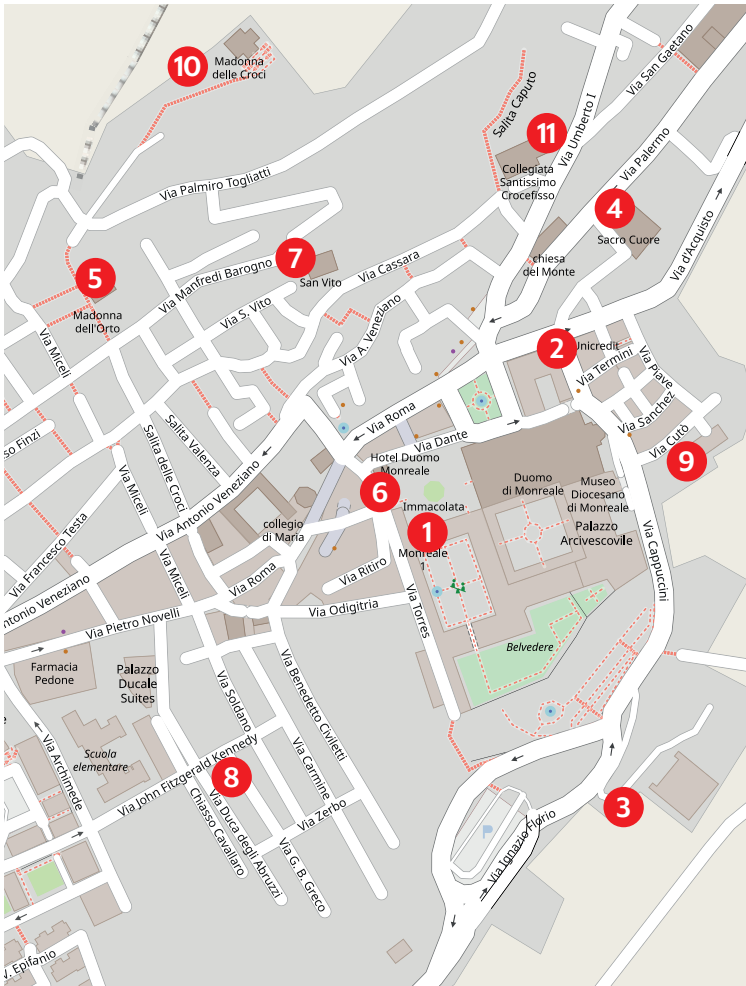 10
Madonna
delle Croci
Via San Gaetano
Salita Caputo
11
Via Umberto I
Collegiata
Santissimo
Crocefisso
Via Palermo
Via Palmiro Togliatti
4
Sacro Cuore
Via d'Acquisto
chiesa
del Monte
5
Madonna
dell'Orto
Via Manfredi Barogno
7
San Vito
Via Cassara
Via S. Vito
Via A. Veneziano
Via Miceli
2
Unicredit
Via Termini
Via Piave
Via Sanchez
Via Cutò
9
Via Roma
Via Dante
Salita Valenza
Salita delle Croci
so Finzi
Via Miceli
Via Antonio Veneziano
Hotel Duomo
Monreale
6
Immacolata
Duomo
di Monreale
Museo
Diocesano
di Monreale
Palazzo
Arcivescovile
1
Monreale
1
collegio
di Maria
Via Francesco Testa
Via Miceli
Via Roma
Via Ritiro
Via Cappuccini
Antonio Veneziano
Via Pietro Novelli
Via Odigitria
Via Torres
Belvedere
Farmacia
Pedone
Palazzo
Ducale
Suites
Via Soldano
Via Benedetto Civiletti
Via Carmine
Via Archimede
Scuola
elementare
Via John Fitzgerald Kennedy
8
Via Duca degli Abruzzi
Chiasso Cavallaro
Via Zerbo
Via G. B. Greco
3
P
Via Ignazio Florio
V. Epifanio